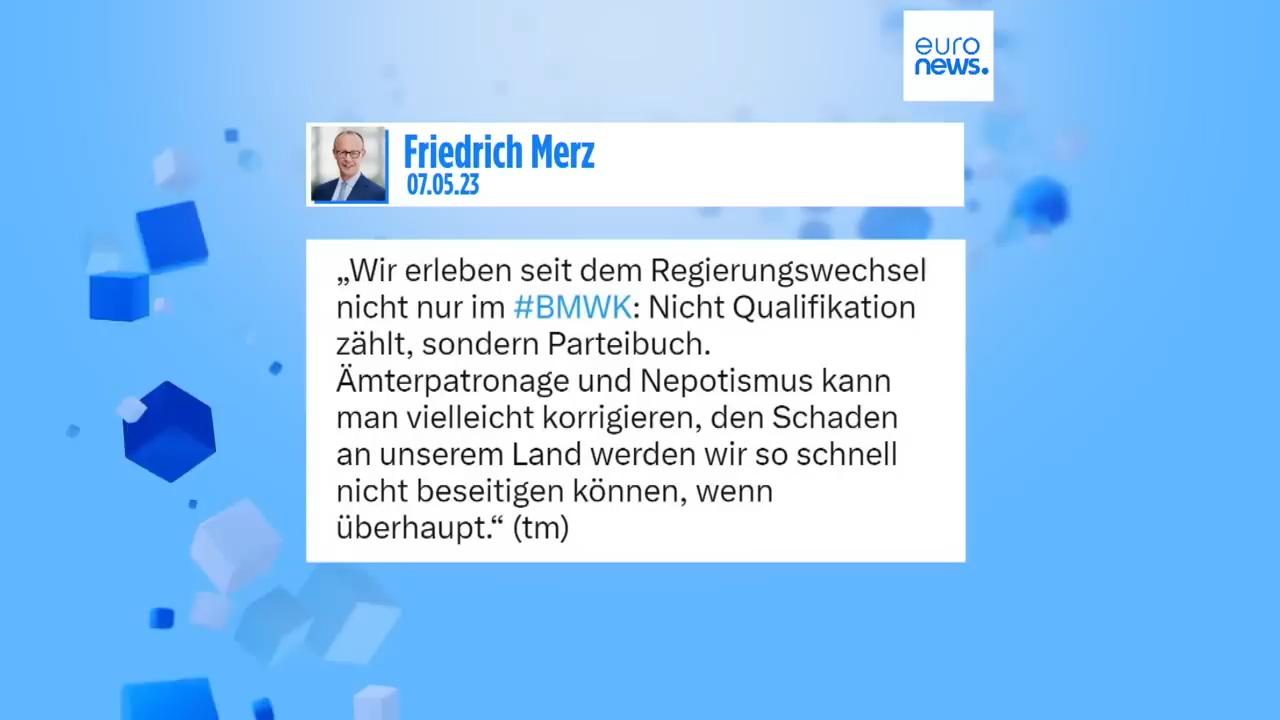 euro
news.
Friedrich Merz
07.05.23
„Wir erleben seit dem Regierungswechsel
nicht nur im #BMWK: Nicht Qualifikation
zählt, sondern Parteibuch.
Ämterpatronage und Nepotismus kann
man vielleicht korrigieren, den Schaden
an unserem Land werden wir so schnell
nicht beseitigen können, wenn
überhaupt.“ (tm)